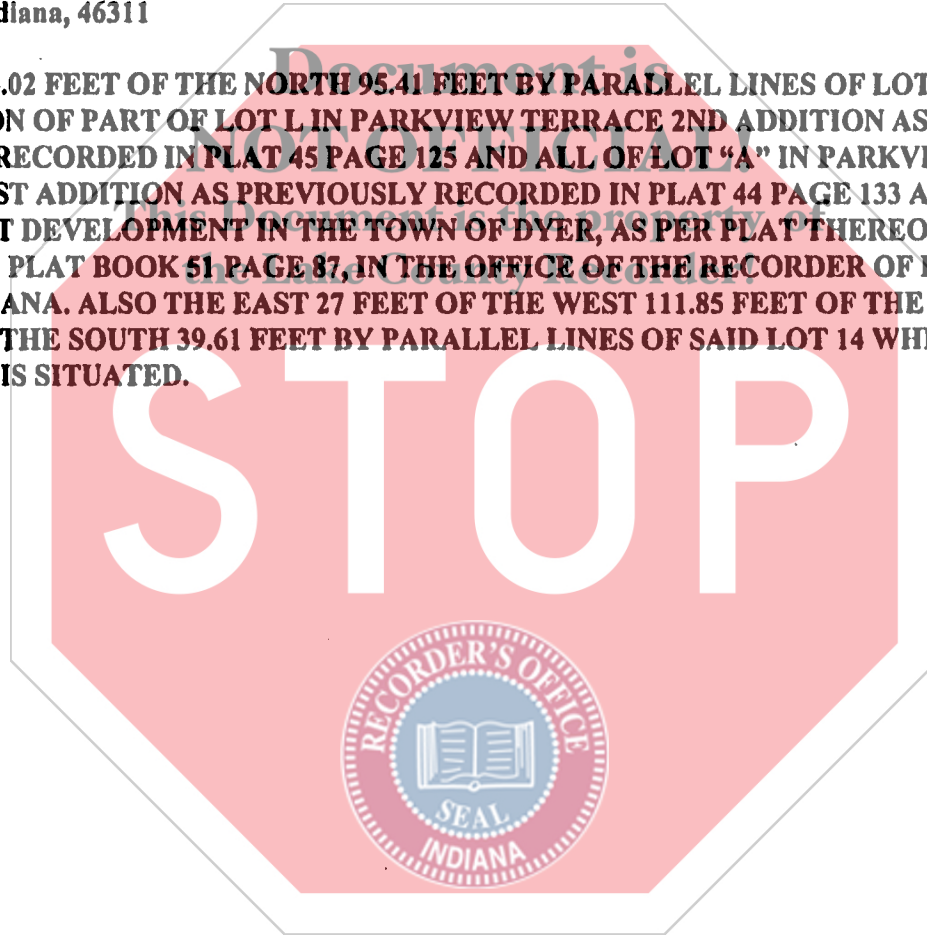 diana, 46311
Document is
.02 FEET OF THE NORTH 95.41 FEET BY PARALLEL LINES OF LOT
ON OF PART OF LOT L IN PARKVIEW TERRACE 2ND ADDITION AS
NOT OFFICIAL
RECORDED IN PLAT 45 PAGE 125 AND ALL OF LOT “A” IN PARKVI
ST ADDITION AS PREVIOUSLY RECORDED IN PLAT 44 PAGE 133 A
This Document is the property of
T DEVELOPMENT IN THE TOWN OF DYER, AS PER PLAT THEREO
PLAT BOOK 51 PAGE 87, IN THE OFFICE OF THE RECORDER OF
the Lake County Recorder!
ANA. ALSO THE EAST 27 FEET OF THE WEST 111.85 FEET OF THE
THE SOUTH 39.61 FEET BY PARALLEL LINES OF SAID LOT 14 WH
IS SITUATED.
STOP
RECORDER'S OFFICE
SEAL
INDIANA